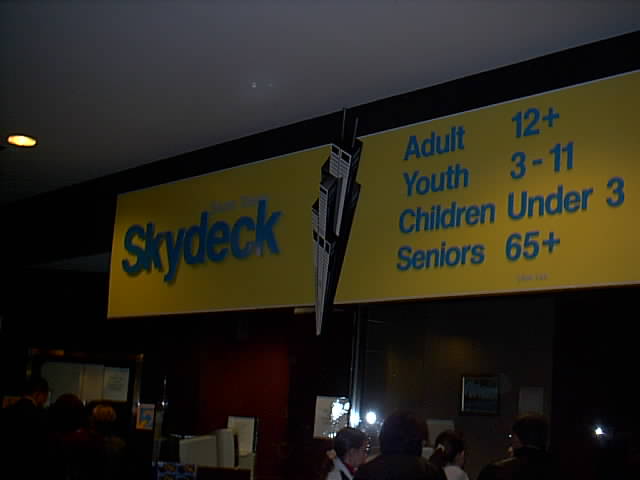 Skydeck
Adult 12+
Youth 3 - 11
Children Under 3
Seniors 65+